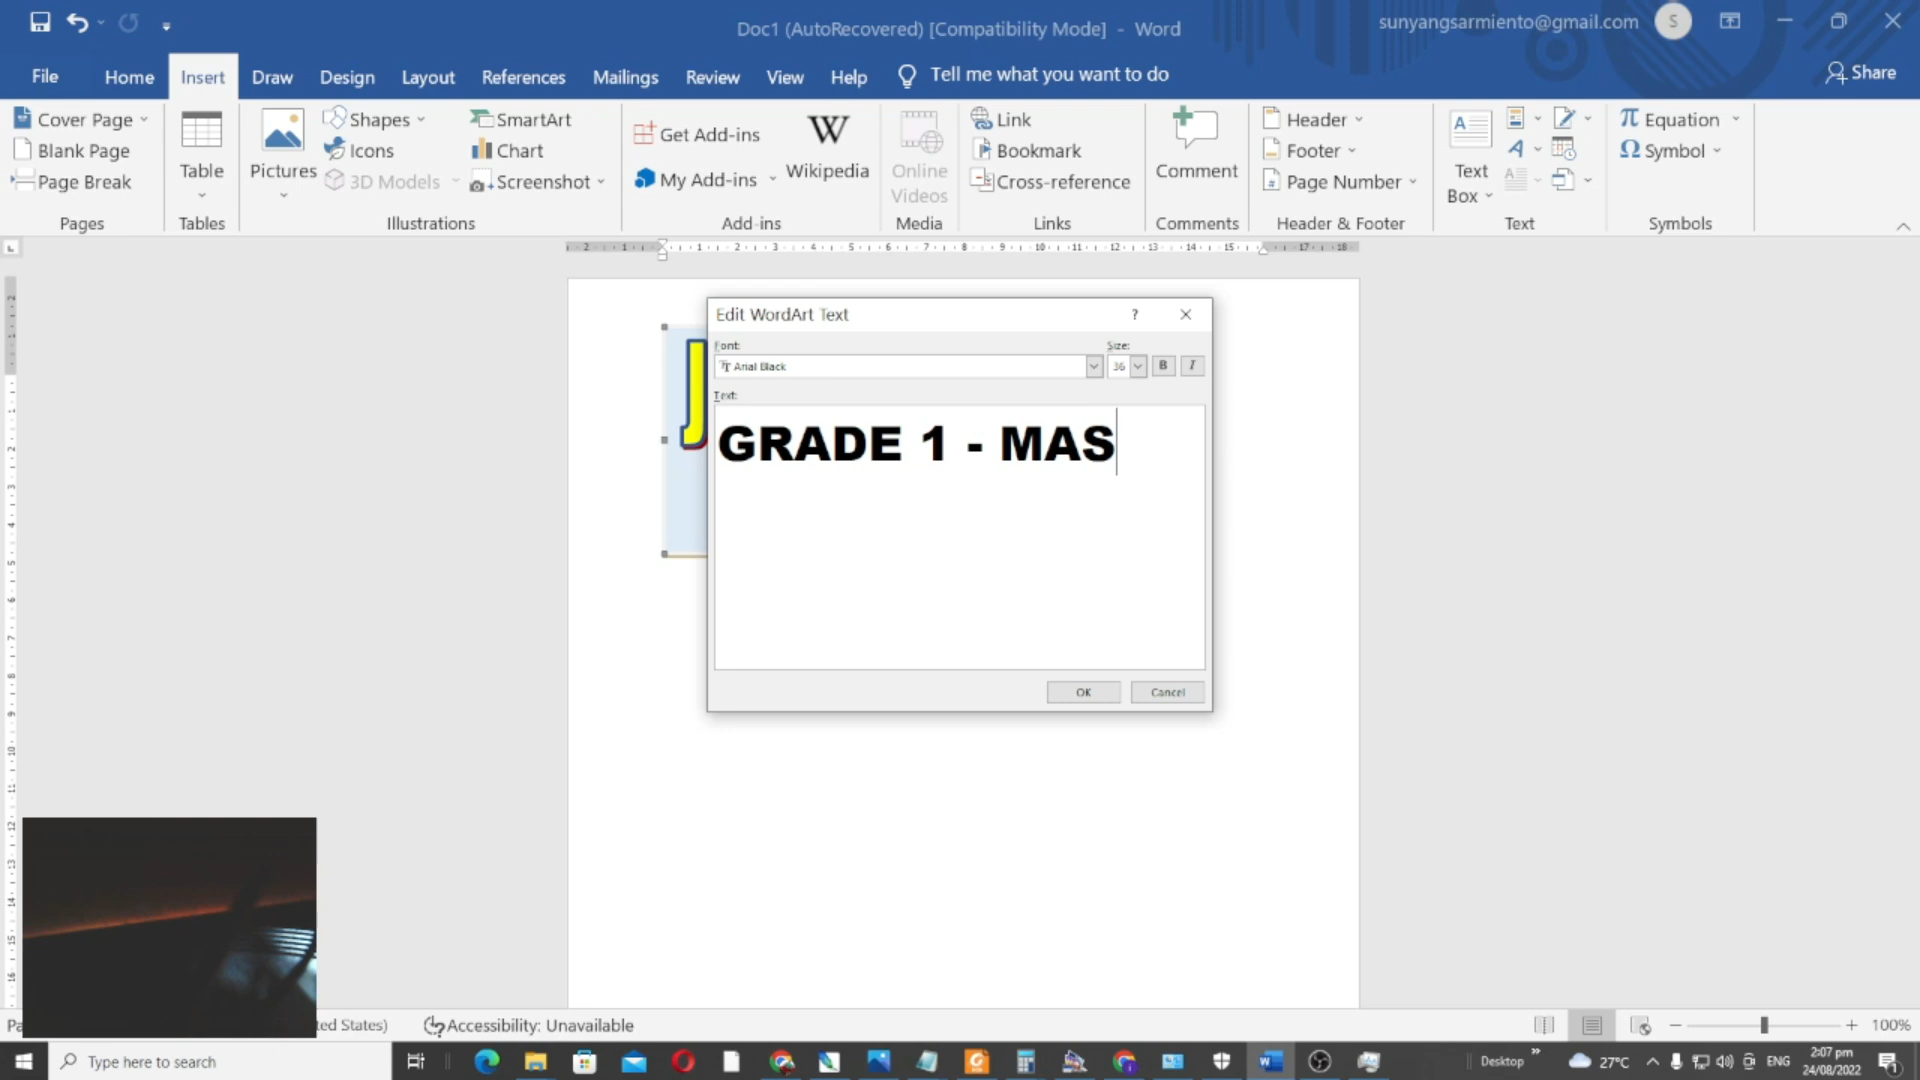 Doc1 (AutoRecovered) [Compatibility Mode] - Word
sunyangsarmiento@gmail.com
S
File Home Insert Draw Design Layout References Mailings Review View Help Tell me what you want to do
Share
Cover Page
Blank Page
Page Break
Pages
Table
Tables
Pictures
Shapes
Icons
3D Models
SmartArt
Chart
Screenshot
Illustrations
Get Add-ins
My Add-ins
Wikipedia
Add-ins
Online
Videos
Media
Link
Bookmark
Cross-reference
Links
Comment
Comments
Header
Footer
Page Number
Header & Footer
Text
Box
Text
Equation
Symbol
Symbols
Edit WordArt Text
?
Font:
Size:
Arial Black
36
B
I
Text:
J
GRADE 1 - MAS
OK
Cancel
ted States)
Accessibility: Unavailable
100%
Type here to search
Desktop
27°C
ENG
2:07 pm
24/08/2022